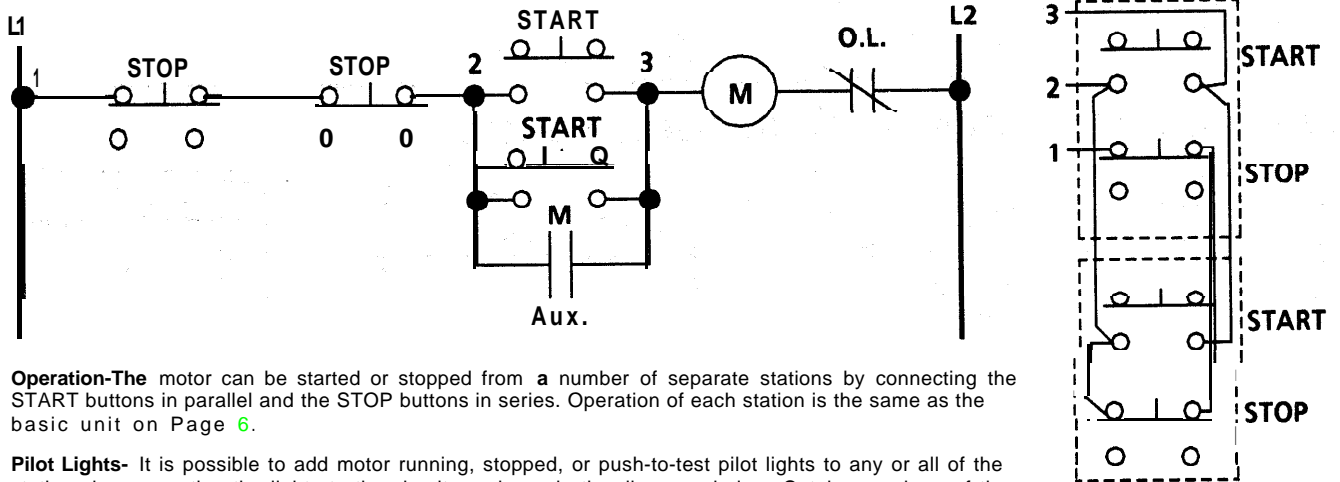 L1
1
STOP
STOP
2
START
3
M
O.L.
L2
START
M
Aux.
3
START
2
1
STOP
START
STOP
Operation-The motor can be started or stopped from a number of separate stations by connecting the
START buttons in parallel and the STOP buttons in series. Operation of each station is the same as the
basic unit on Page 6.
Pilot Lights- It is possible to add motor running, stopped, or push-to-test pilot lights to any or all of the